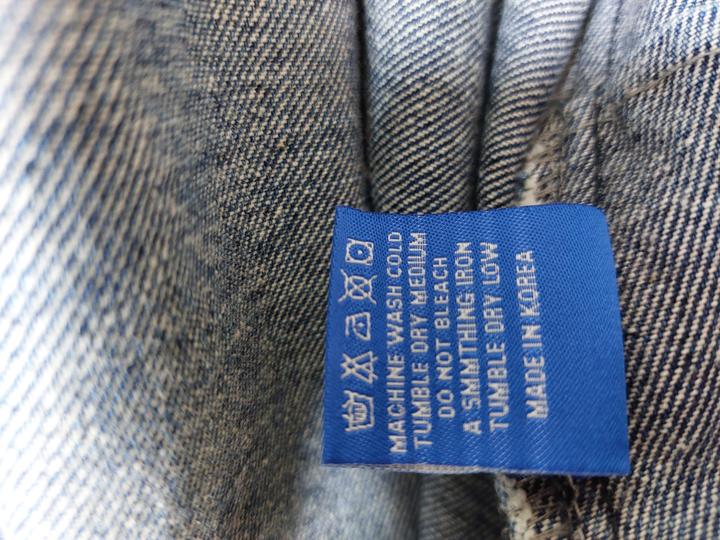 MACHINE WASH COLD
TUMBLE DRY MEDIUM
DO NOT BLEACH
A SMMTHING IRON
TUMBLE DRY LOW
MADE IN KOREA